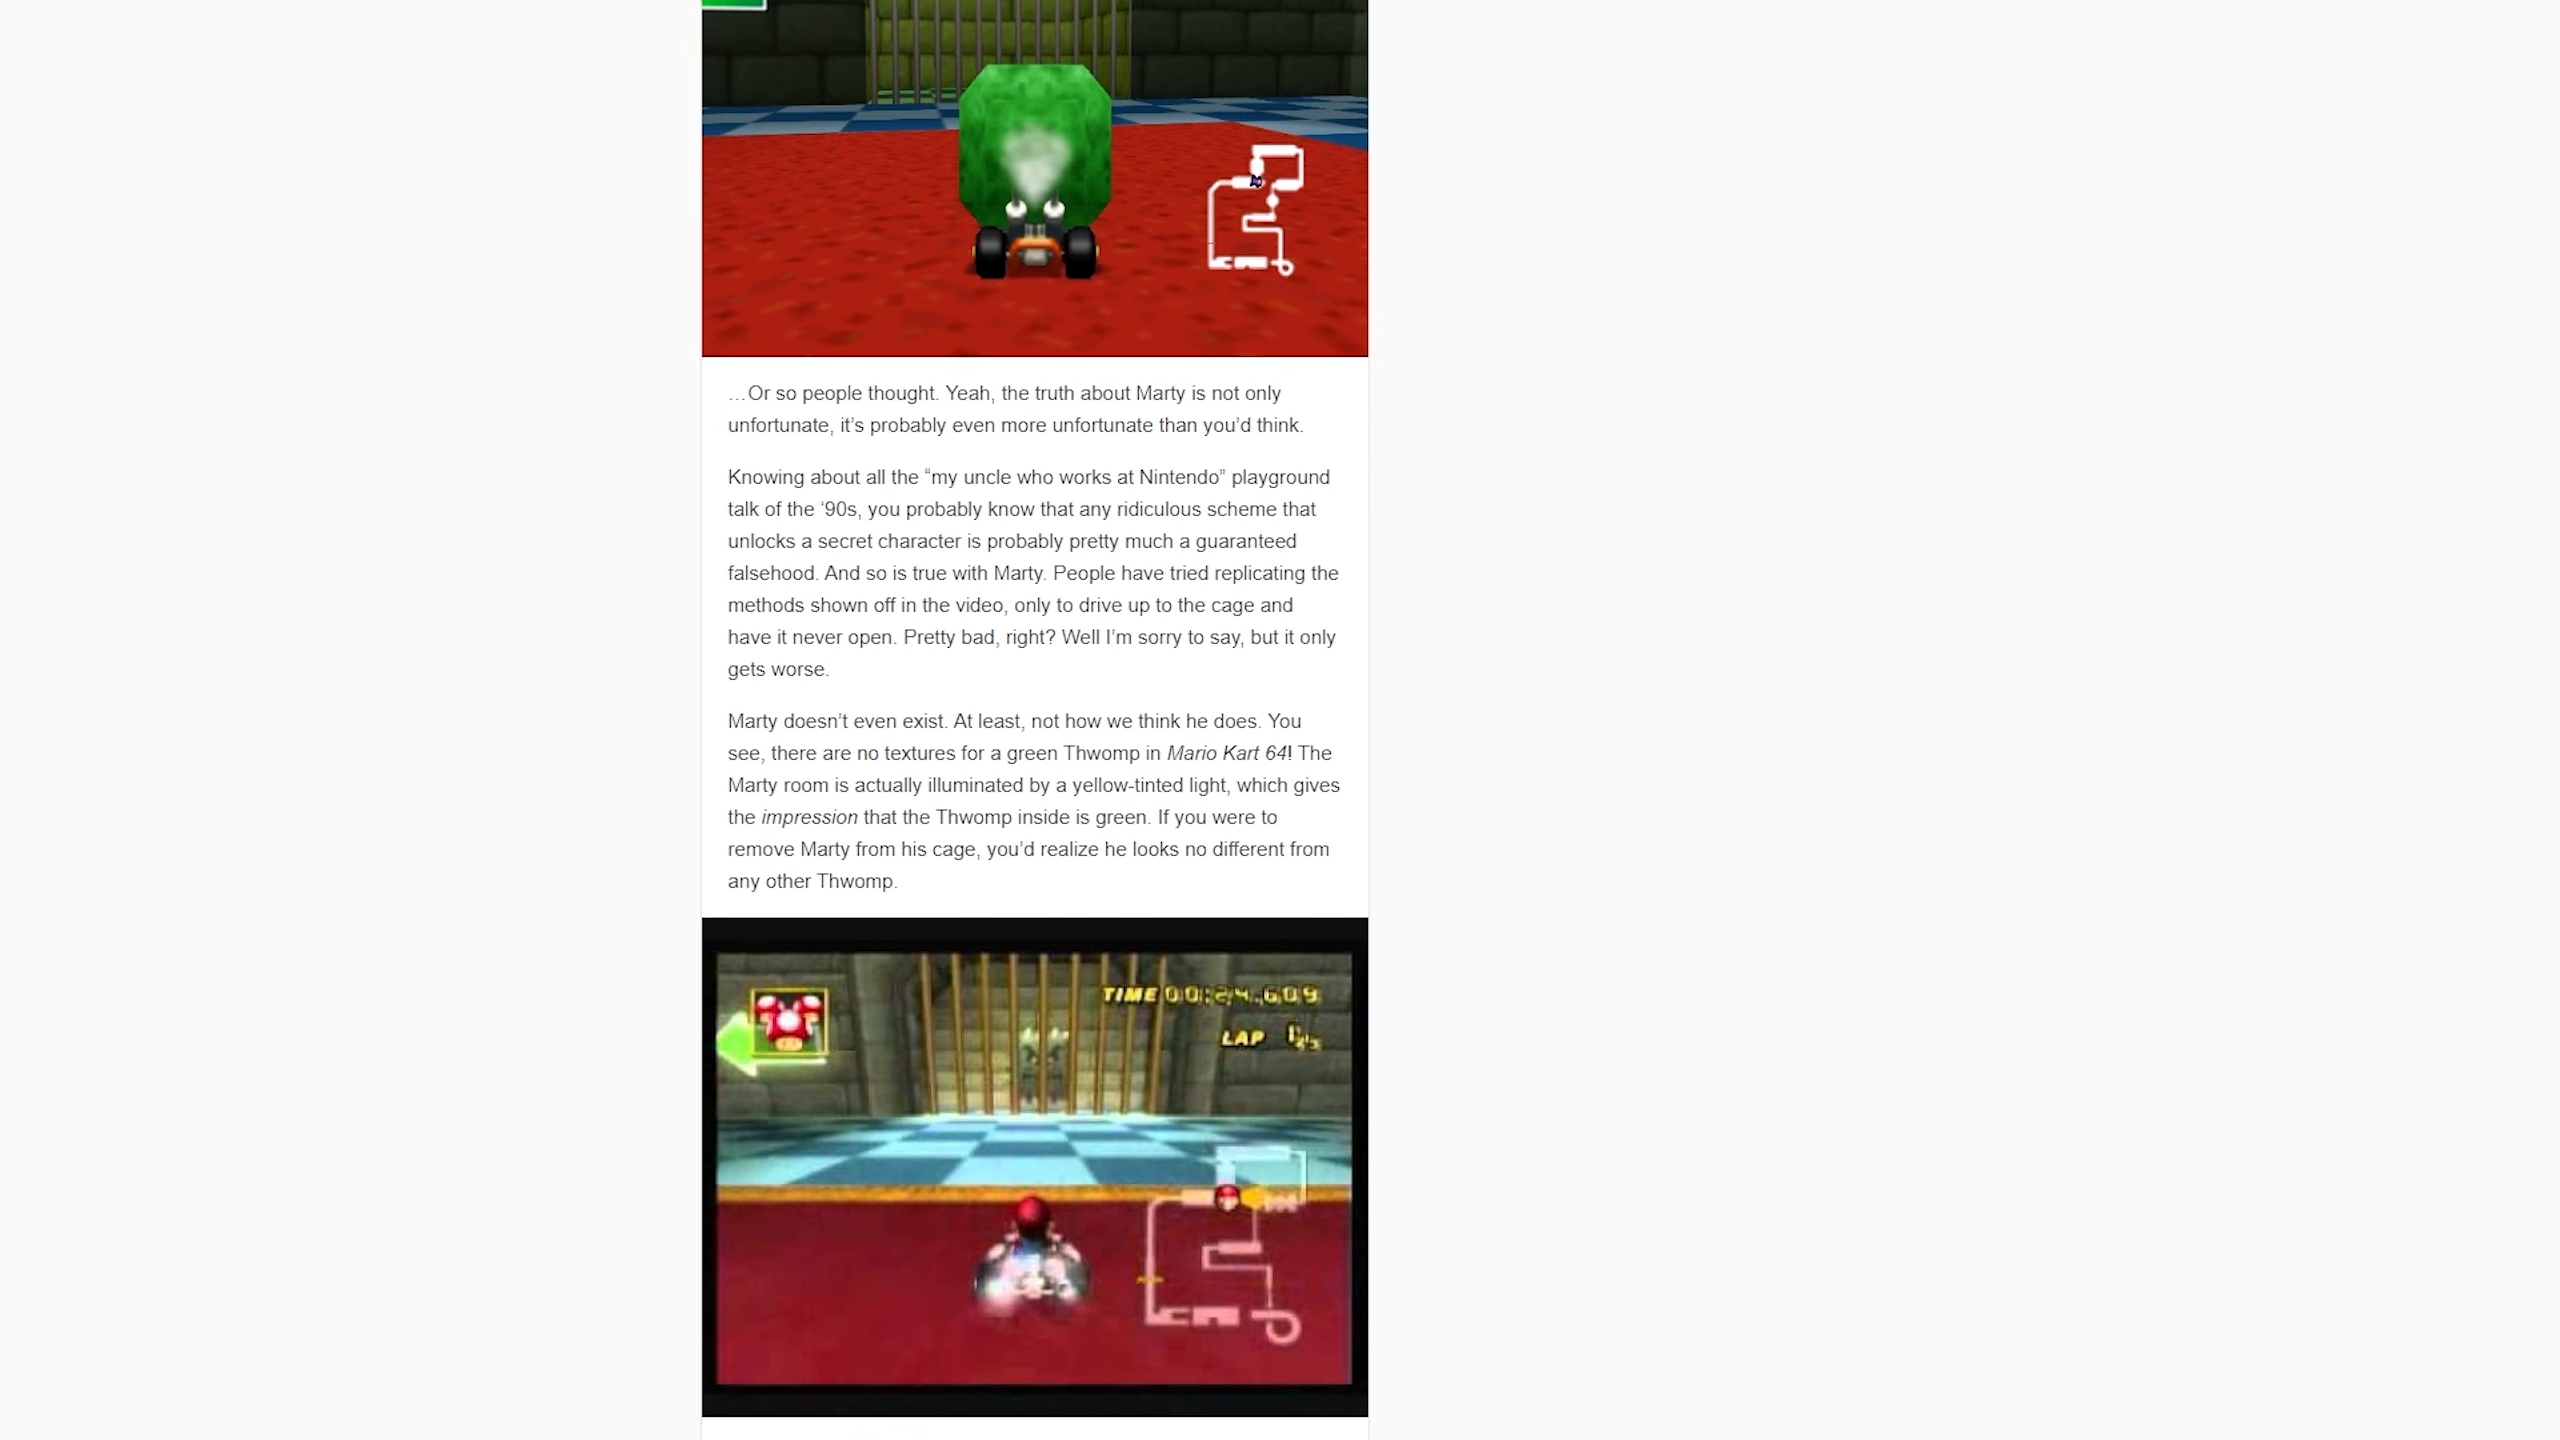 …Or so people thought. Yeah, the truth about Marty is not only
unfortunate, it’s probably even more unfortunate than you’d think.
Knowing about all the “my uncle who works at Nintendo” playground
talk of the ‘90s, you probably know that any ridiculous scheme that
unlocks a secret character is probably pretty much a guaranteed
falsehood. And so is true with Marty. People have tried replicating the
methods shown off in the video, only to drive up to the cage and
have it never open. Pretty bad, right? Well I’m sorry to say, but it only
gets worse.
Marty doesn’t even exist. At least, not how we think he does. You
see, there are no textures for a green Thwomp in Mario Kart 64! The
Marty room is actually illuminated by a yellow-tinted light, which gives
the impression that the Thwomp inside is green. If you were to
remove Marty from his cage, you’d realize he looks no different from
any other Thwomp.
TIME 00:24.609
LAP